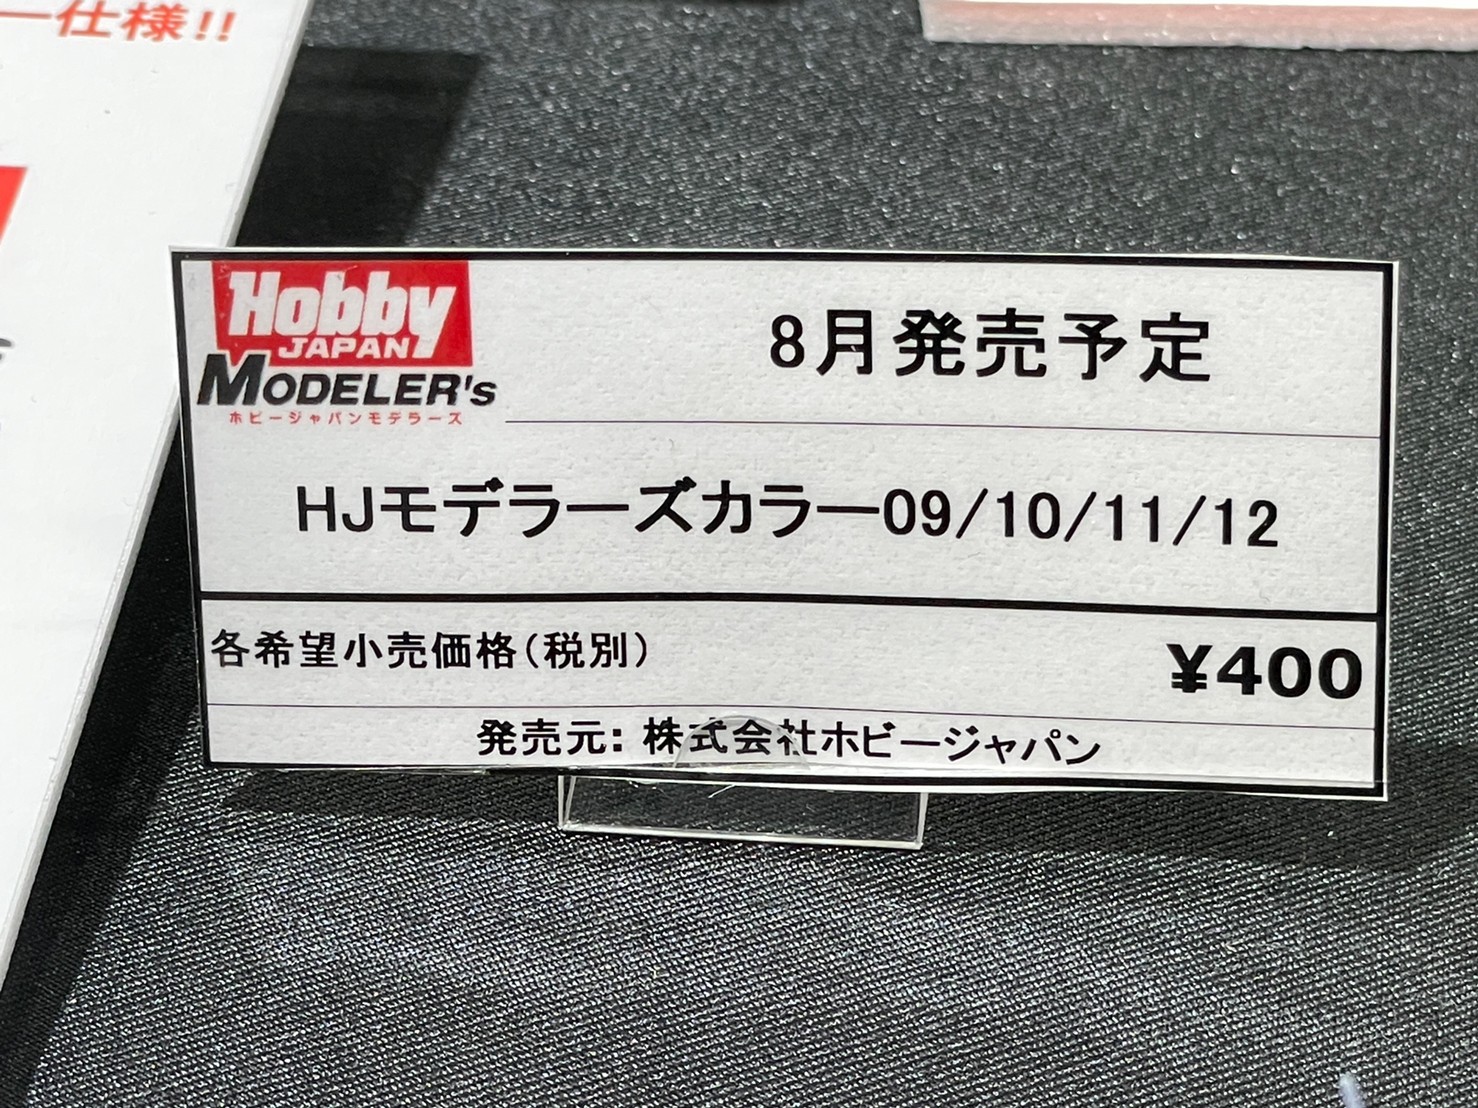 ー仕様!!
Hobby
JAPAN
MODELER's
ホビージャパンモデラーズ
8月発売予定
HJモデラーズカラー09/10/11/12
各希望小売価格(税別)
¥400
発売元: 株式会社ホビージャパン